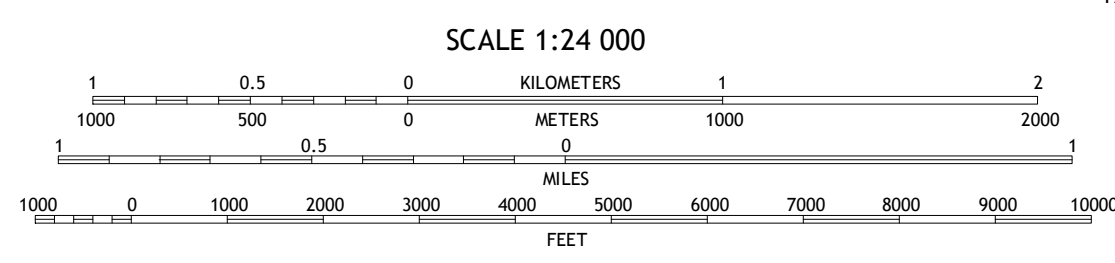 SCALE 1:24 000
1 0.5 0 KILOMETERS 1 2
1000 500 0 METERS 1000 2000
1 0.5 0 1
MILES
1000 0 1000 2000 3000 4000 5000 6000 7000 8000 9000 10000
FEET